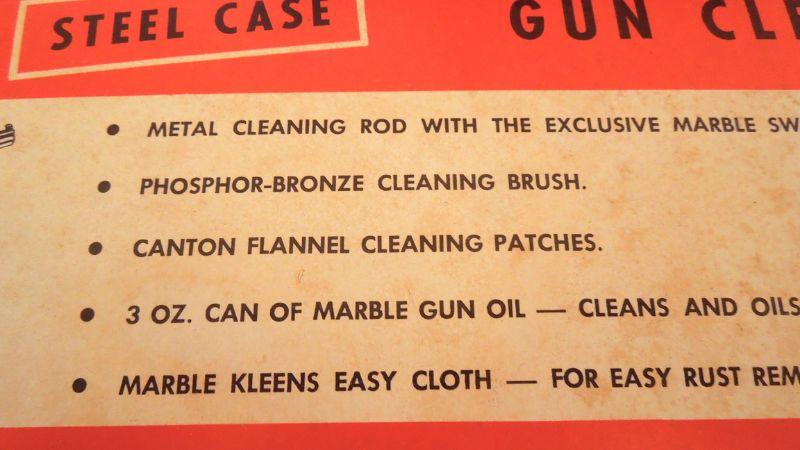 STEEL CASE
GUN CLE
• METAL CLEANING ROD WITH THE EXCLUSIVE MARBLE SW
• PHOSPHOR-BRONZE CLEANING BRUSH.
• CANTON FLANNEL CLEANING PATCHES.
• 3 OZ. CAN OF MARBLE GUN OIL — CLEANS AND OILS
• MARBLE KLEENS EASY CLOTH — FOR EASY RUST REM